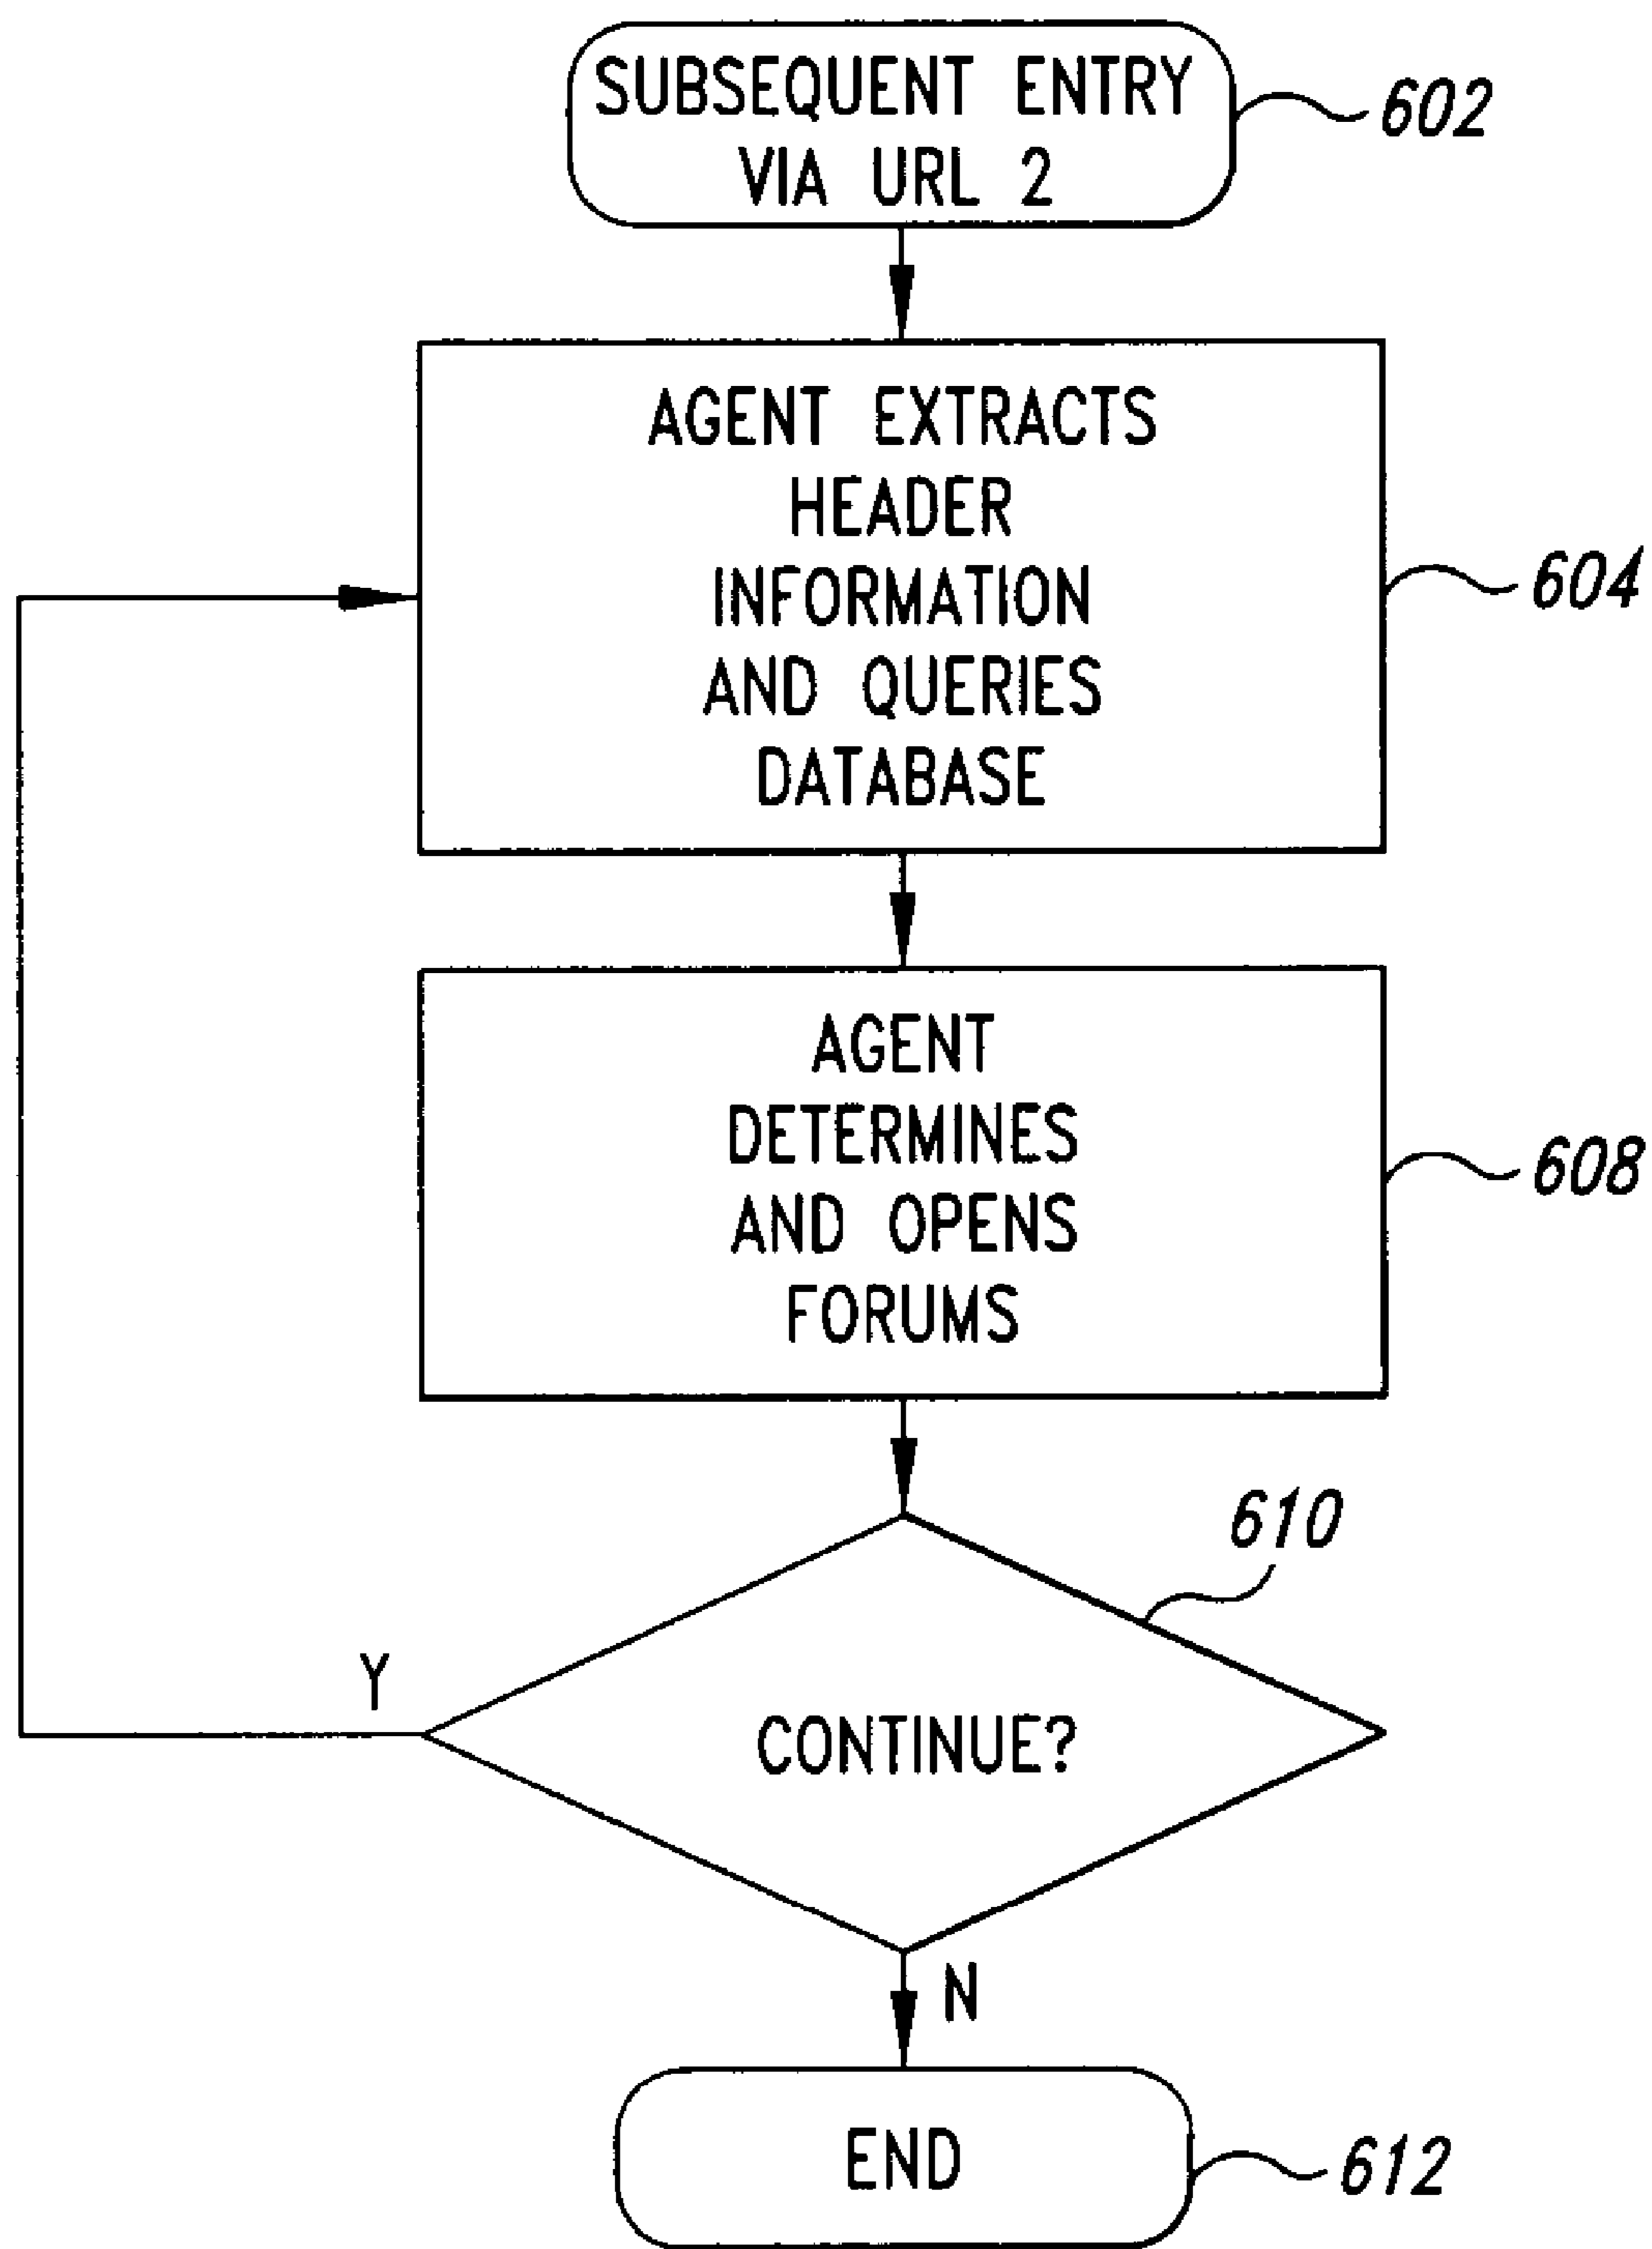 SUBSEQUENT ENTRY
VIA URL 2
602
AGENT EXTRACTS
HEADER
INFORMATION
AND QUERIES
DATABASE
604
AGENT
DETERMINES
AND OPENS
FORUMS
608
610
Y
CONTINUE?
N
END
612